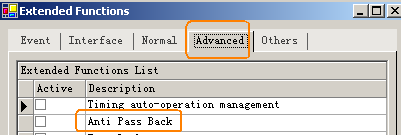 Extended Functions
Event Interface Normal Advanced Others
Extended Functions List
Active Description
Timing auto-operation management
Anti Pass Back